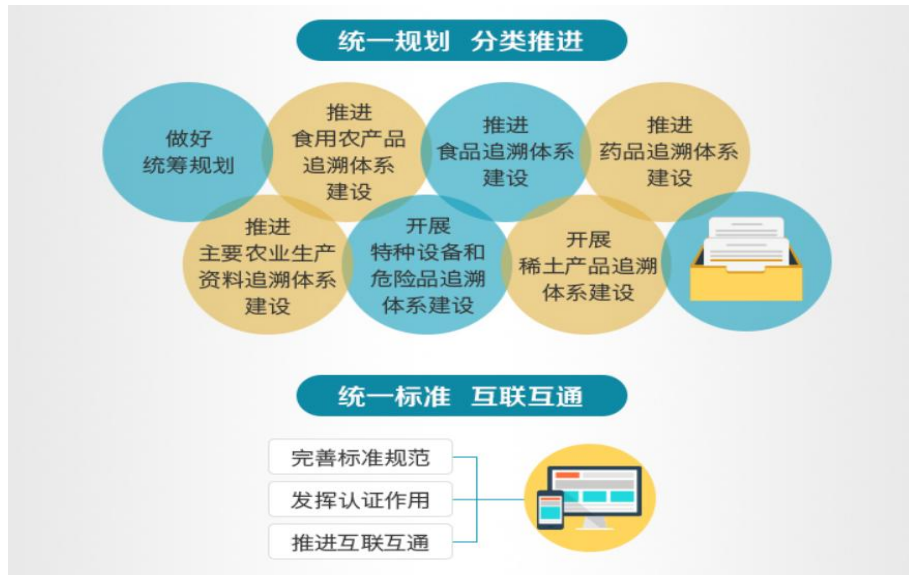 统一规划 分类推进
做好
统筹规划
推进
食用农产品
追溯体系
建设
推进
食品追溯体系
建设
推进
药品追溯体系
建设
推进
主要农业生产
资料追溯体系
建设
开展
特种设备和
危险品追溯
体系建设
开展
稀土产品追溯
体系建设
统一标准 互联互通
完善标准规范
发挥认证作用
推进互联互通